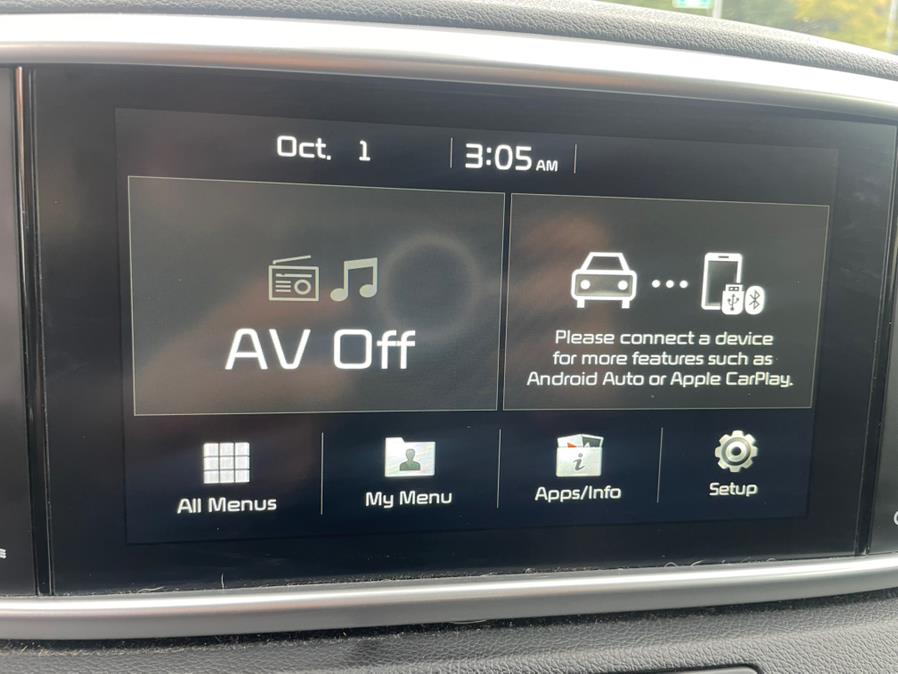 Oct. 1
3:05 AM
AV Off
Please connect a device
for more features such as
Android Auto or Apple CarPlay.
All Menus
My Menu
Apps/Info
Setup